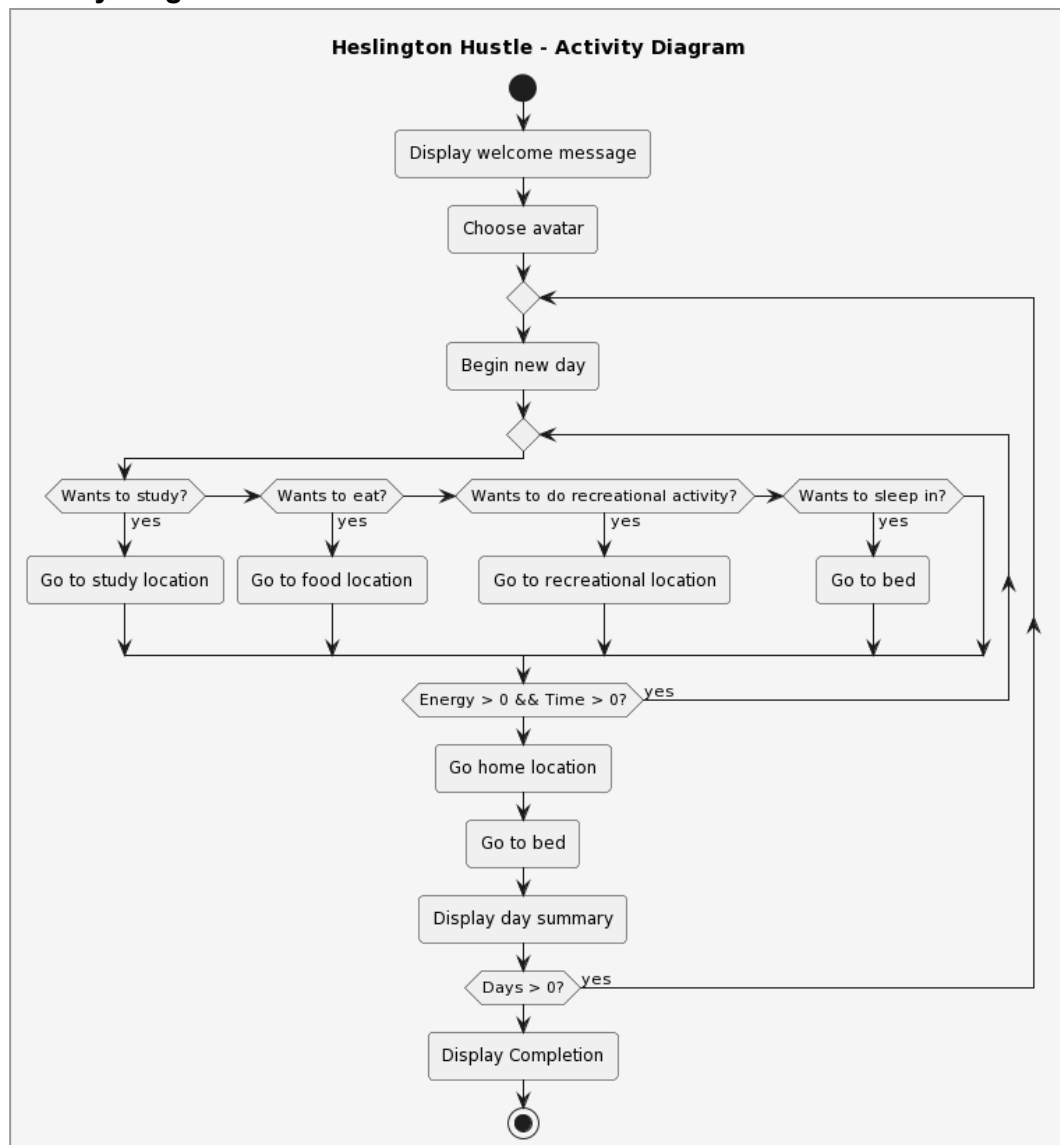 Heslington Hustle - Activity Diagram
Display welcome message
Choose avatar
Begin new day
Wants to study?
Wants to eat?
Wants to do recreational activity?
Wants to sleep in?
yes
yes
yes
yes
Go to study location
Go to food location
Go to recreational location
Go to bed
Energy > 0 && Time > 0?
yes
Go home location
Go to bed
Display day summary
Days > 0?
yes
Display Completion